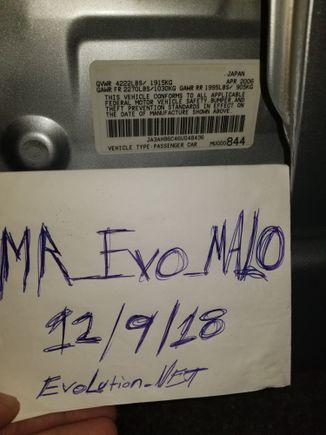 JAPAN
GVWR 4222LBS/ 1915KG APR 2006
GAWR FR 2270LBS/1030KG GAWR RR 1995LBS/ 905KG
THIS VEHICLE CONFORMS TO ALL APPLICABLE
FEDERAL MOTOR VEHICLE SAFETY, BUMPER, AND
THEFT PREVENTION STANDARDS IN EFFECT ON
THE DATE OF MANUFACTURE SHOWN ABOVE.
VEHICLE TYPE:PASSENGER CAR MU000844
MR_Evo_MALO
12/9/18
Evolution_NET